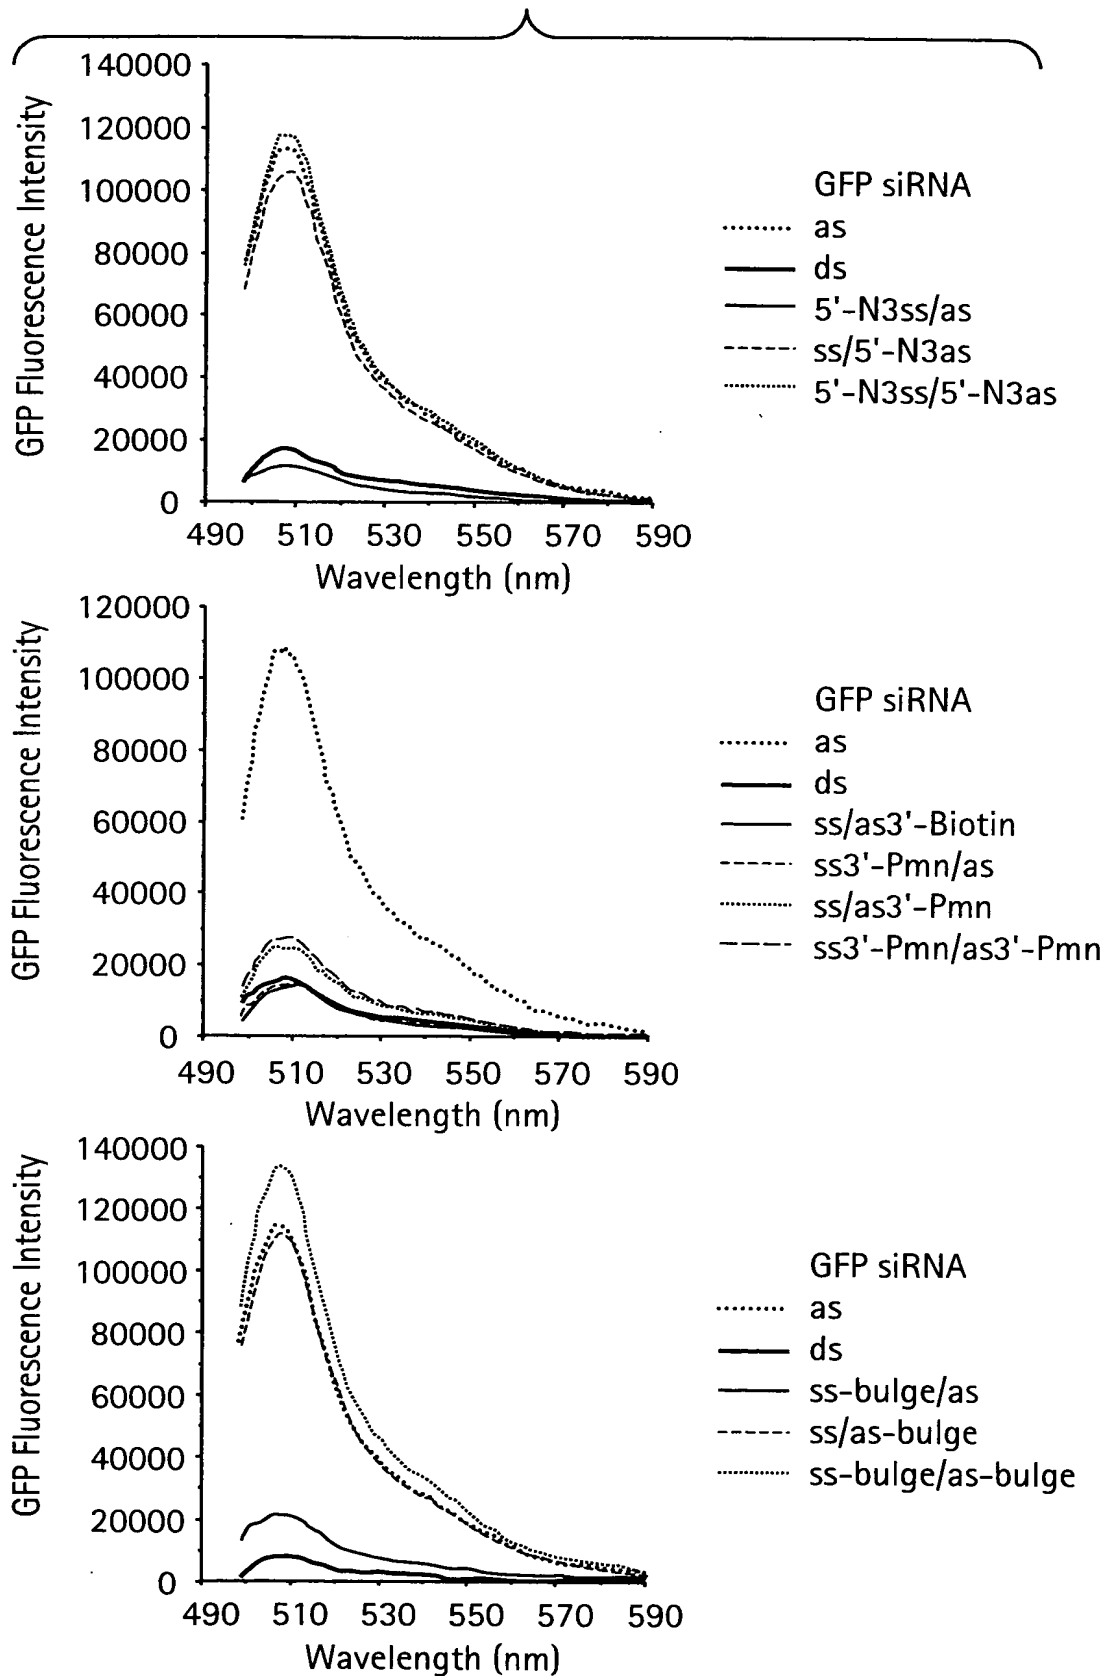 140000
120000
100000
80000
60000
40000
20000
0
490 510 530 550 570 590
Wavelength (nm)
GFP Fluorescence Intensity
GFP siRNA
as
ds
5'-N3ss/as
ss/5'-N3as
5'-N3ss/5'-N3as
120000
100000
80000
60000
40000
20000
0
490 510 530 550 570 590
Wavelength (nm)
GFP Fluorescence Intensity
GFP siRNA
as
ds
ss/as3'-Biotin
ss3'-Pmn/as
ss/as3'-Pmn
ss3'-Pmn/as3'-Pmn
140000
120000
100000
80000
60000
40000
20000
0
490 510 530 550 570 590
Wavelength (nm)
GFP Fluorescence Intensity
GFP siRNA
as
ds
ss-bulge/as
ss/as-bulge
ss-bulge/as-bulge